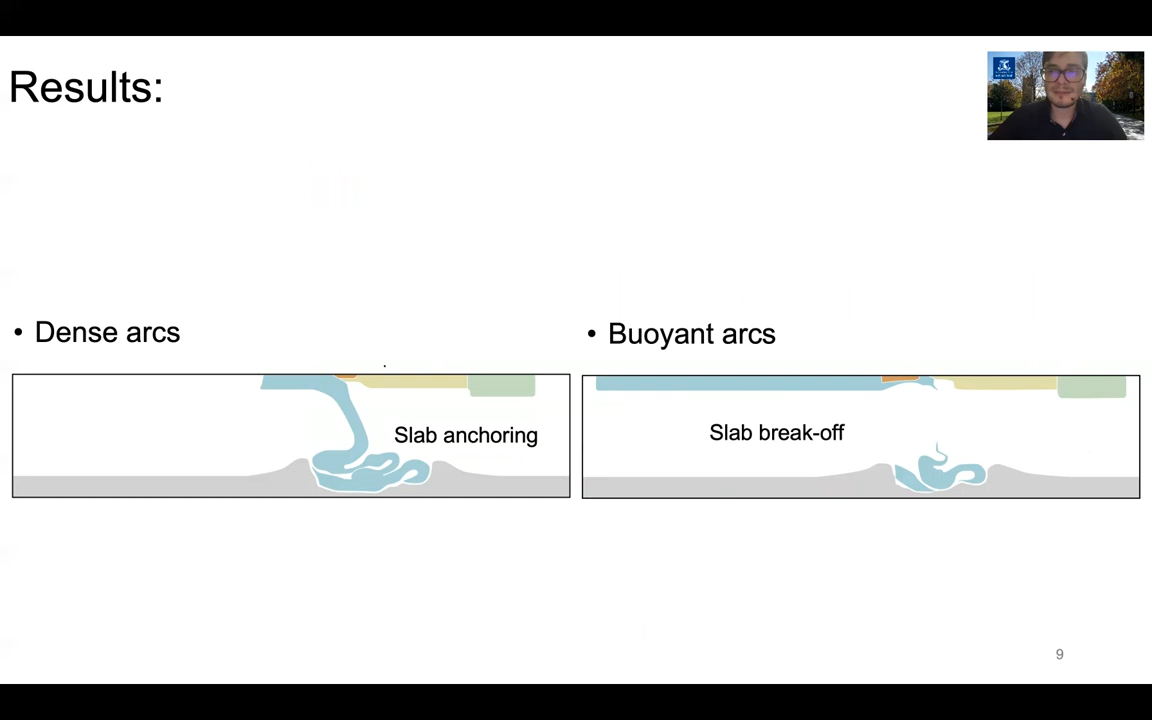 Results:
• Dense arcs
• Buoyant arcs
Slab anchoring
Slab break-off
9